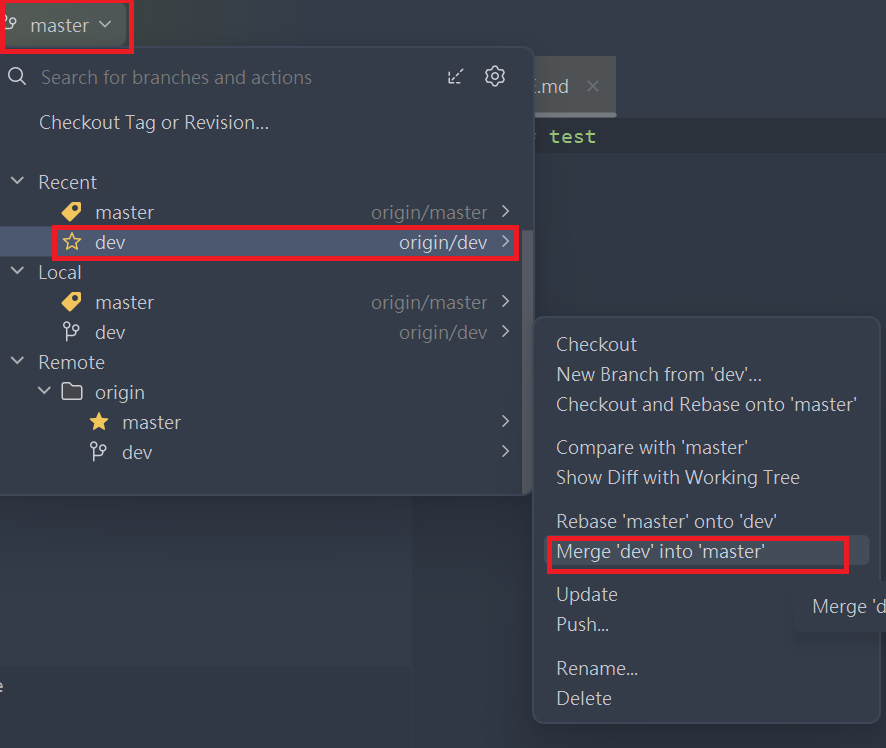 master
Search for branches and actions
.md
Checkout Tag or Revision...
test
Recent
master origin/master
dev origin/dev
Local
master origin/master
dev origin/dev
Remote
origin
master
dev
Checkout
New Branch from 'dev'...
Checkout and Rebase onto 'master'
Compare with 'master'
Show Diff with Working Tree
Rebase 'master' onto 'dev'
Merge 'dev' into 'master'
Update
Merge 'd
Push...
Rename...
Delete